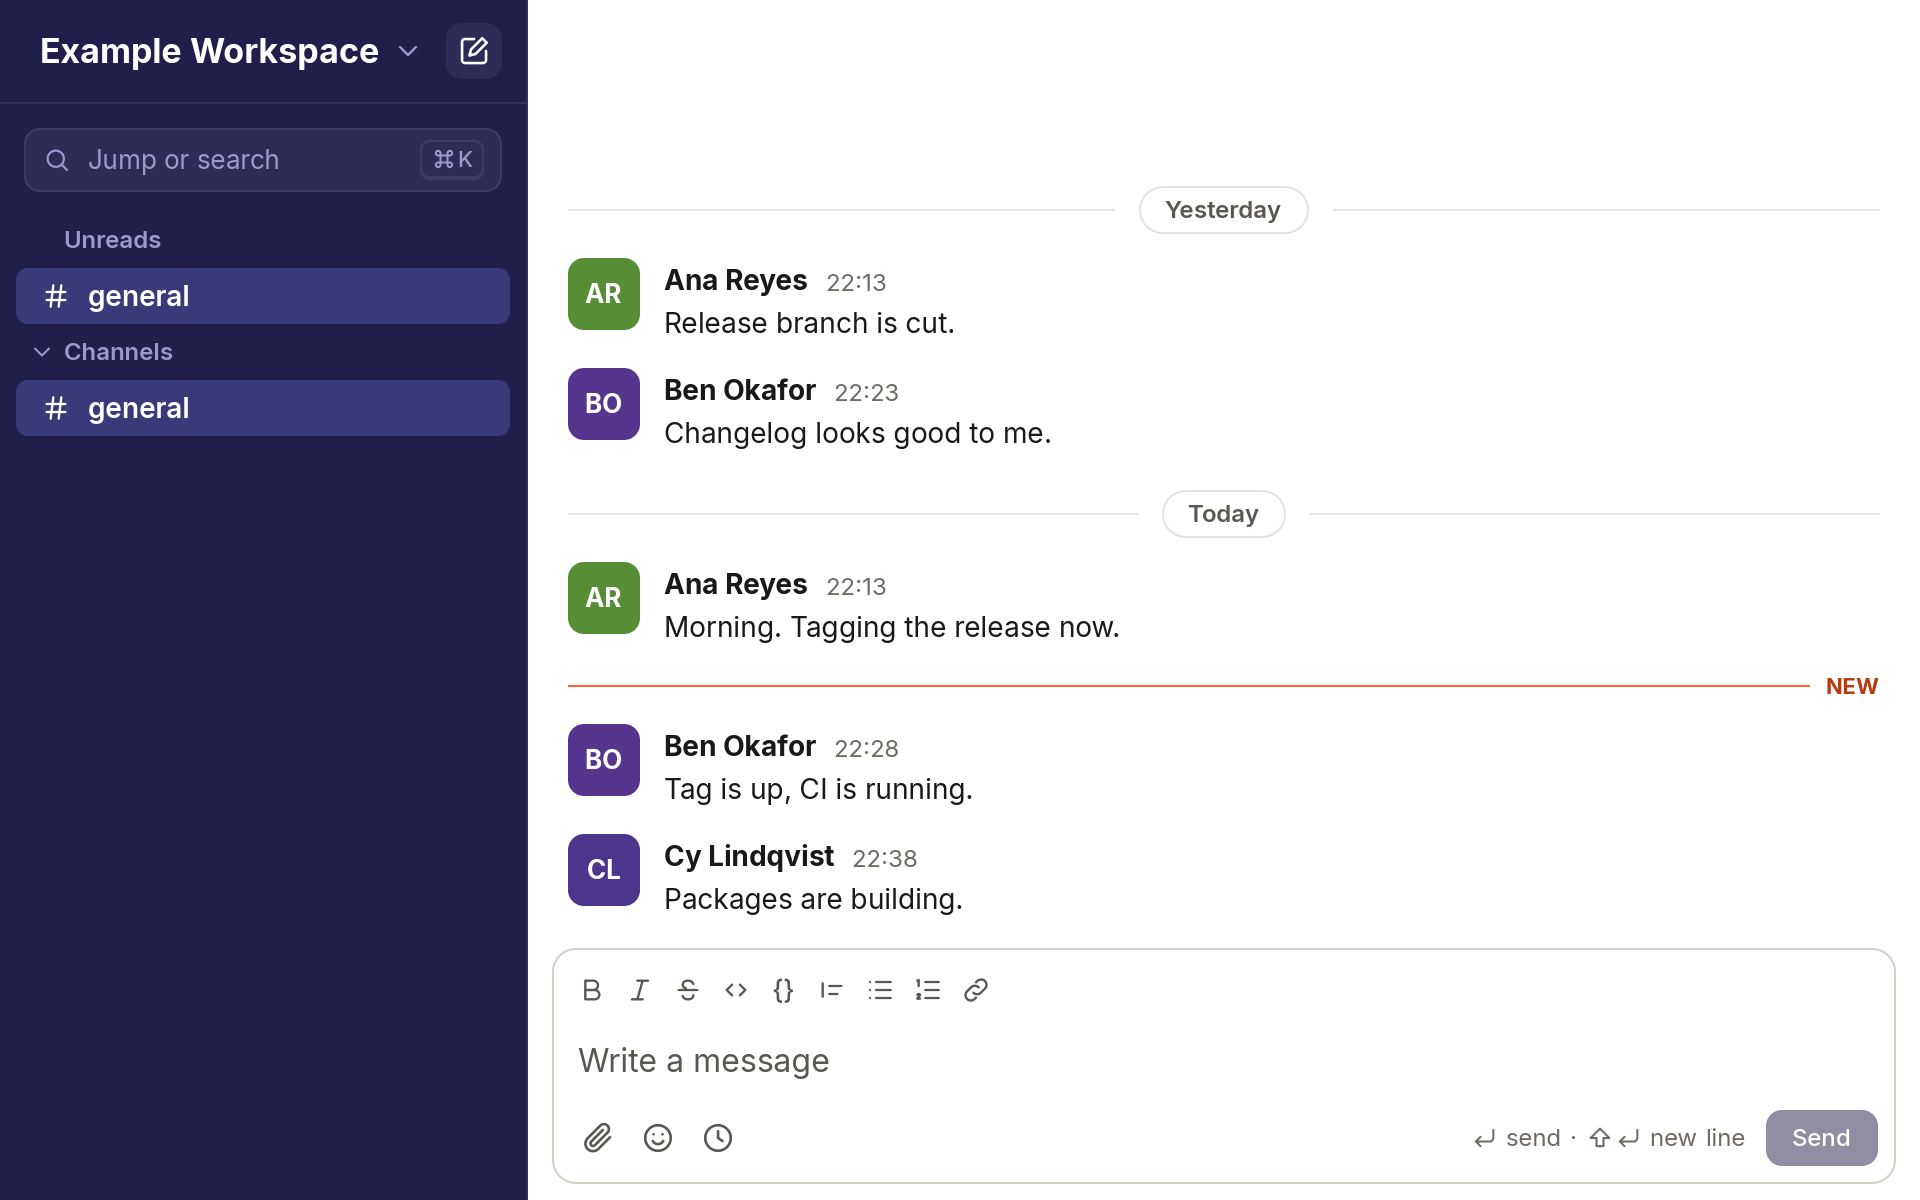 Example Workspace
Jump or search ⌘K
Unreads
# general
Channels
# general
Yesterday
AR
Ana Reyes 22:13
Release branch is cut.
BO
Ben Okafor 22:23
Changelog looks good to me.
Today
AR
Ana Reyes 22:13
Morning. Tagging the release now.
NEW
BO
Ben Okafor 22:28
Tag is up, CI is running.
CL
Cy Lindqvist 22:38
Packages are building.
Write a message
↵ send · ⇧ ↵ new line
Send